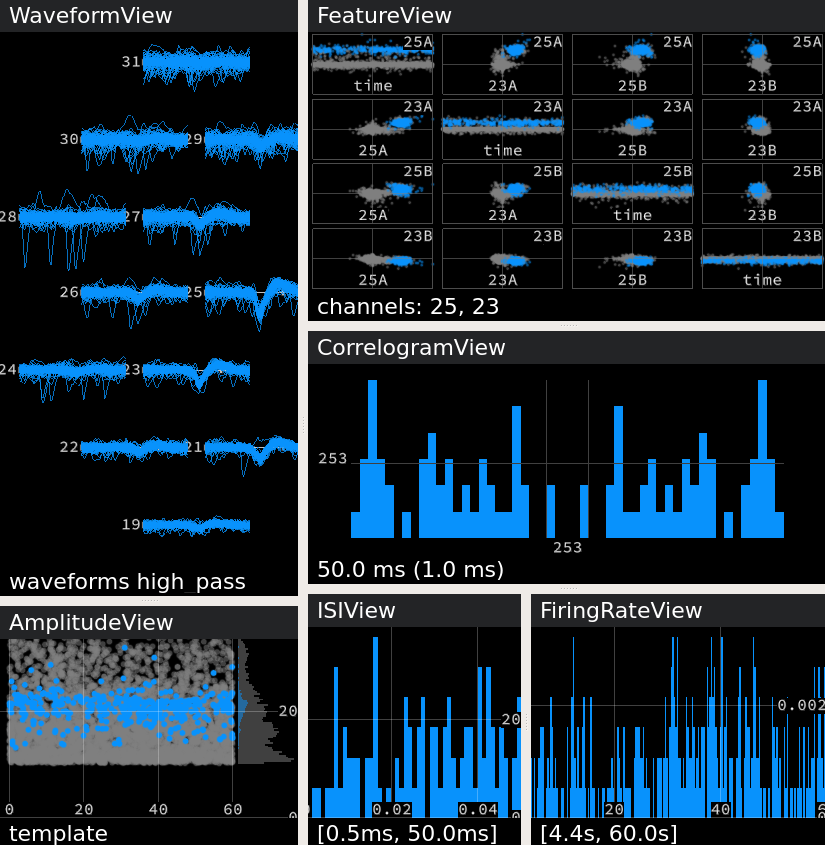 WaveformView
31
30 29
28 27
26 25
24 23
22 21
19
waveforms high_pass
FeatureView
25A 25A 25A 25A
time 23A 25B 23B
23A 23A 23A 23A
25A time 25B 23B
25B 25B 25B 25B
25A 23A time 23B
23B 23B 23B 23B
25A 23A 25B time
channels: 25, 23
CorrelogramView
253
253
50.0 ms (1.0 ms)
AmplitudeView
20
0 20 40 60
0
template
ISIView
20
0.02 0.04
[0.5ms, 50.0ms]
FiringRateView
0.002
20 40
[4.4s, 60.0s]